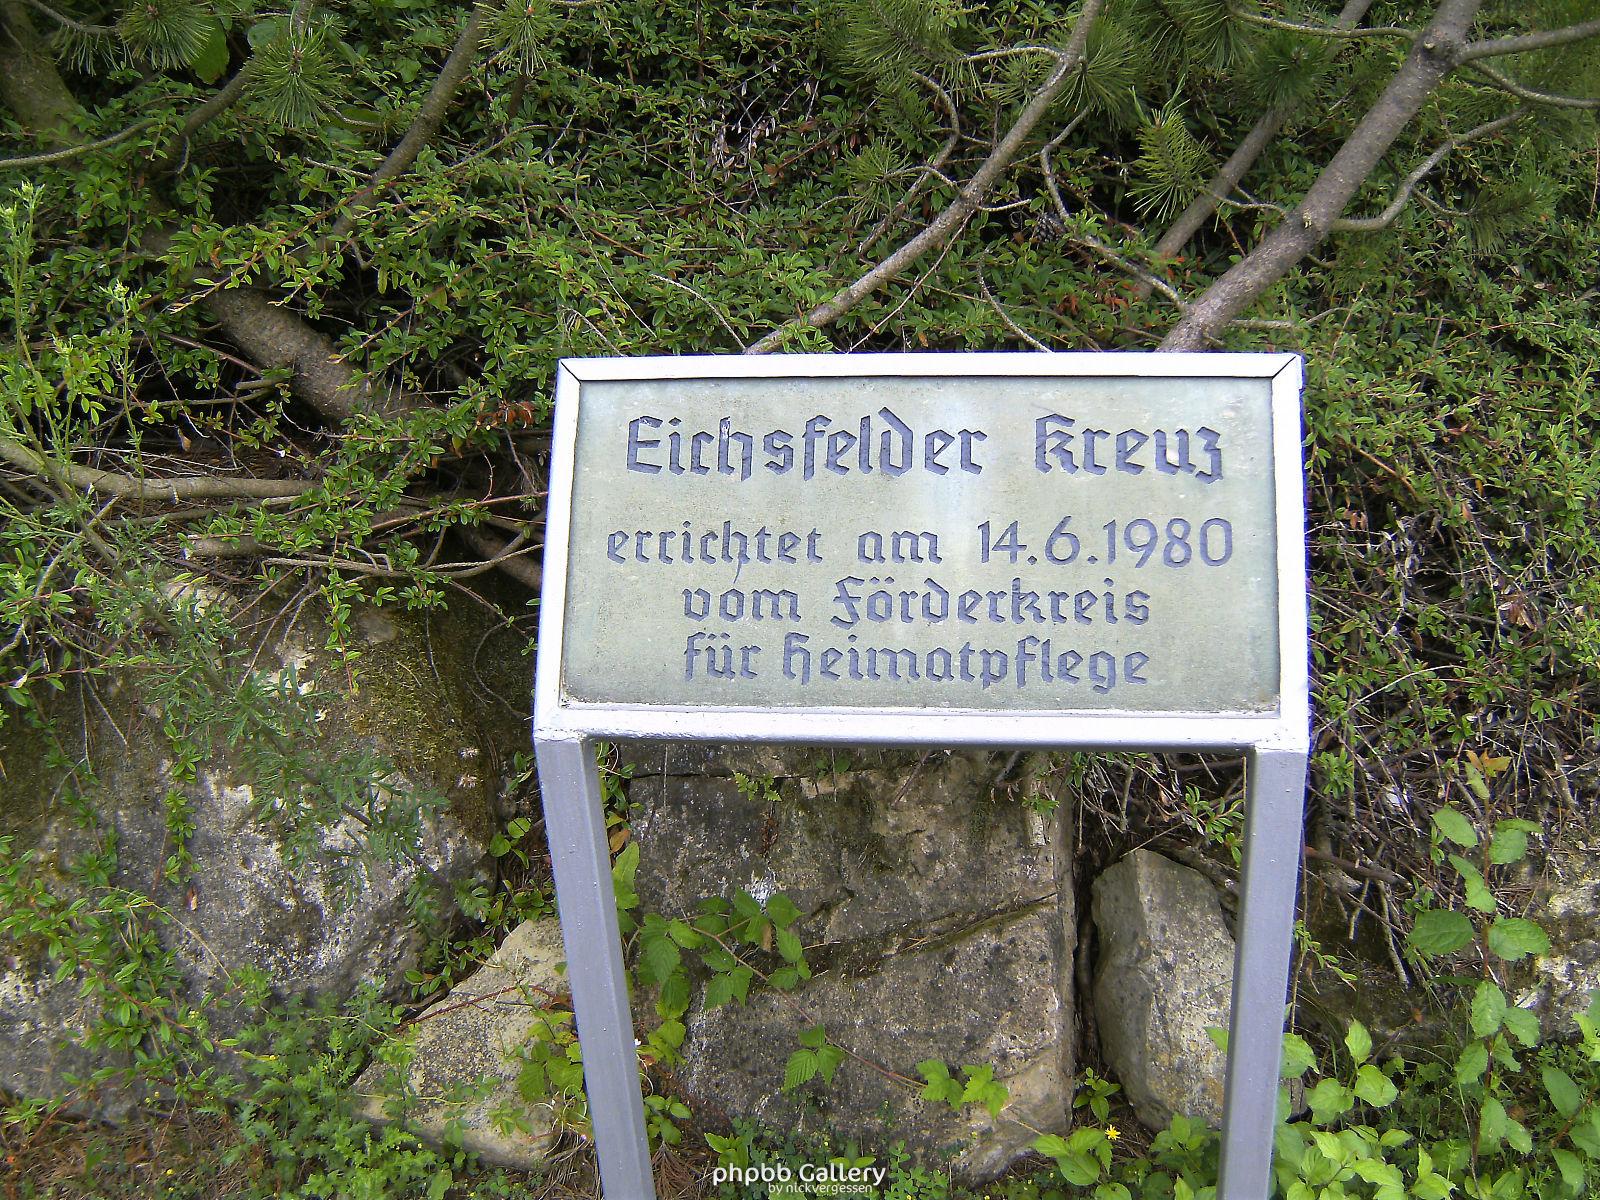 Eichsfelder Kreuz
errichtet am 14.6.1980
vom Förderkreis
für Heimatpflege
phpbb Gallery
by nickvergessen